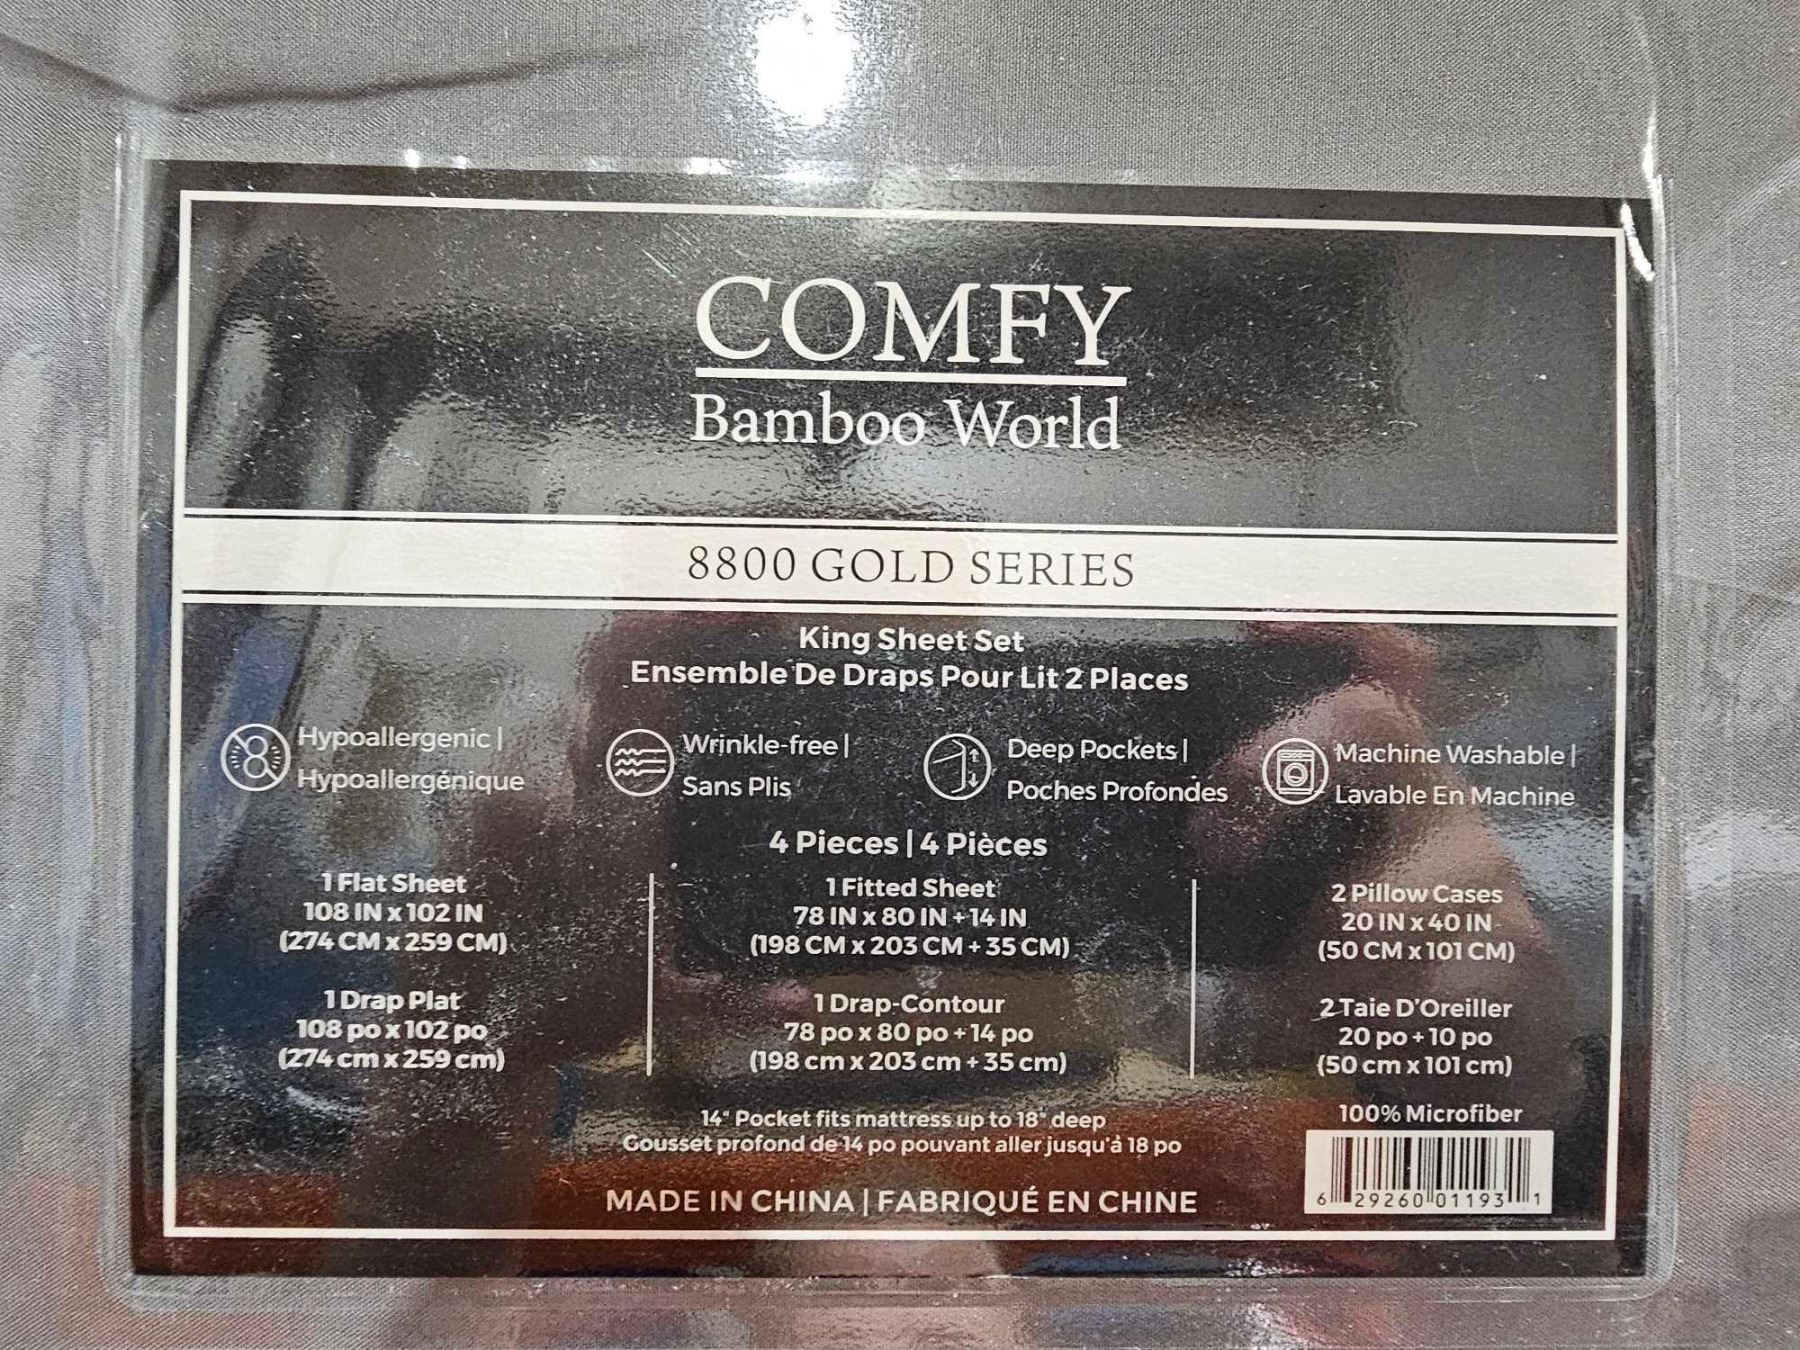 COMFY
Bamboo World
8800 GOLD SERIES
King Sheet Set
Ensemble De Draps Pour Lit 2 Places
Hypoallergenic |
Hypoallergénique
Wrinkle-free |
Sans Plis
Deep Pockets |
Poches Profondes
Machine Washable |
Lavable En Machine
4 Pieces | 4 Pièces
1 Flat Sheet
108 IN x 102 IN
(274 CM x 259 CM)
1 Drap Plat
108 po x 102 po
(274 cm x 259 cm)
1 Fitted Sheet
78 IN x 80 IN + 14 IN
(198 CM x 203 CM + 35 CM)
1 Drap-Contour
78 po x 80 po + 14 po
(198 cm x 203 cm + 35 cm)
2 Pillow Cases
20 IN x 40 IN
(50 CM x 101 CM)
2 Taie D'Oreiller
20 po + 10 po
(50 cm x 101 cm)
14" Pocket fits mattress up to 18" deep
Gousset profond de 14 po pouvant aller jusqu'à 18 po
100% Microfiber
MADE IN CHINA | FABRIQUÉ EN CHINE
6 29260 01193 1